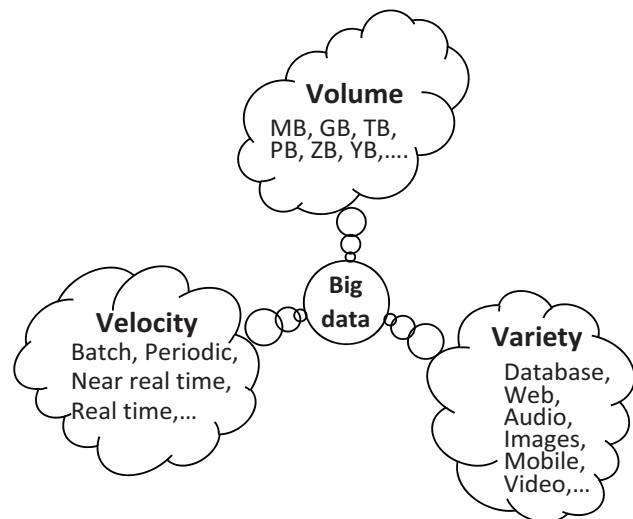 Volume
MB, GB, TB,
PB, ZB, YB,....
Big
data
Velocity
Batch, Periodic,
Near real time,
Real time,...
Variety
Database,
Web,
Audio,
Images,
Mobile,
Video,...